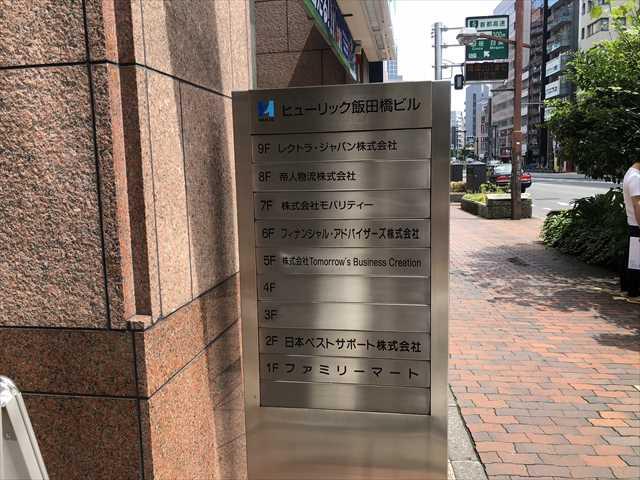 ヒューリック飯田橋ビル
9F レクトラ・ジャパン株式会社
8F 帝人物流株式会社
7F 株式会社モバリティー
6F フィナンシャル・アドバイザーズ株式会社
5F 株式会社Tomorrow's Business Creation
4F
3F
2F 日本ベストサポート株式会社
1F ファミリーマート
首都高速